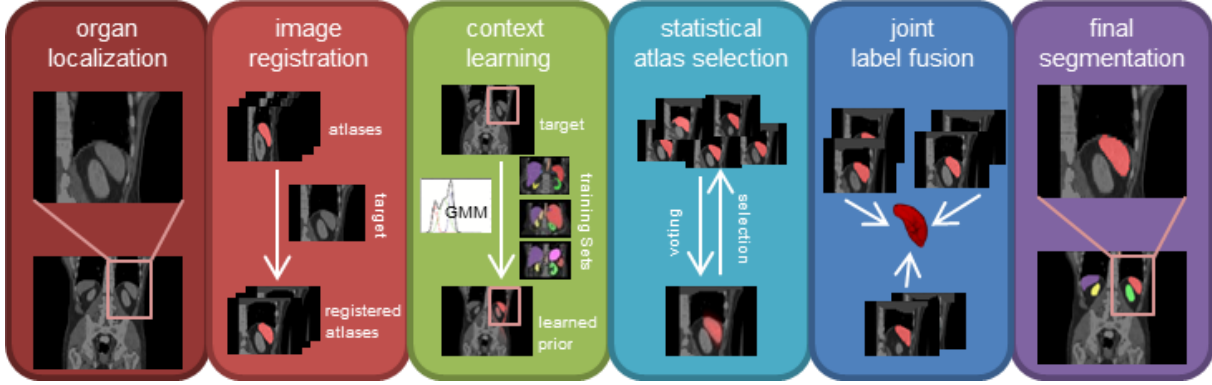 organ
localization
image
registration
atlases
target
registered
atlases
context
learning
target
GMM
training Sets
learned
prior
statistical
atlas selection
voting
selection
joint
label fusion
final
segmentation